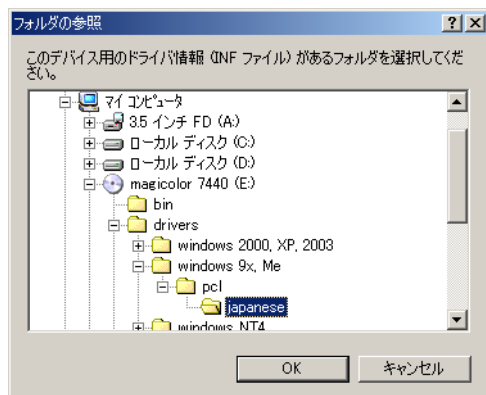 フォルダの参照
このデバイス用のドライバ情報 (INF ファイル) があるフォルダを選択してくだ
さい。
マイ コンピュータ
3.5 インチ FD (A:)
ローカル ディスク (C:)
ローカル ディスク (D:)
magicolor 7440 (E:)
bin
drivers
windows 2000, XP, 2003
windows 9x, Me
pcl
japanese
windows NT4
OK
キャンセル